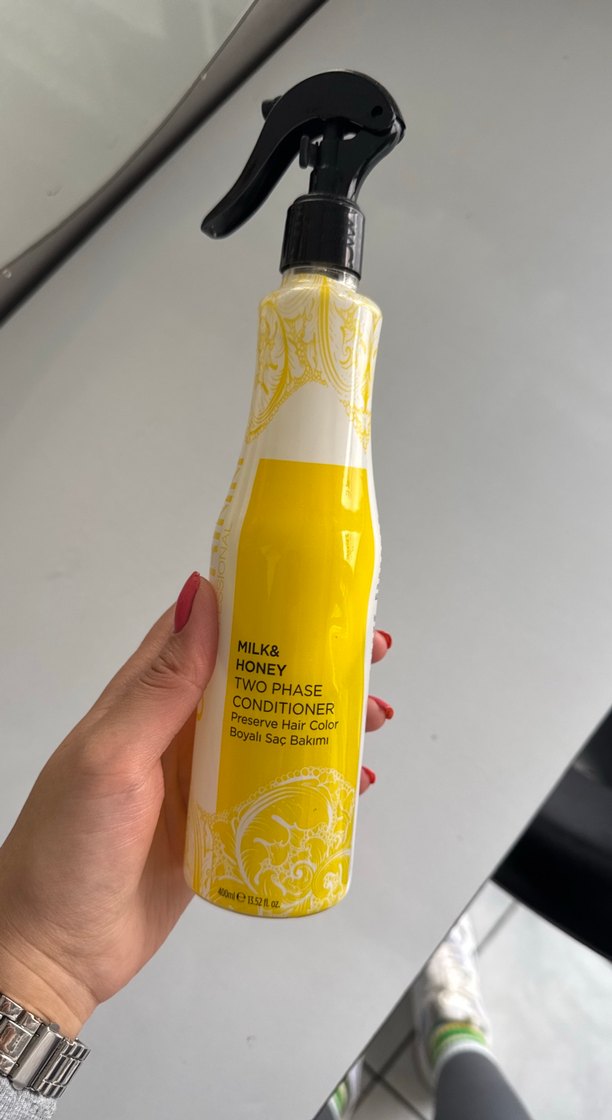 MILK&
HONEY
TWO PHASE
CONDITIONER
Preserve Hair Color
Boyalı Saç Bakımı
400ml ℮ 13.52 fl. oz.